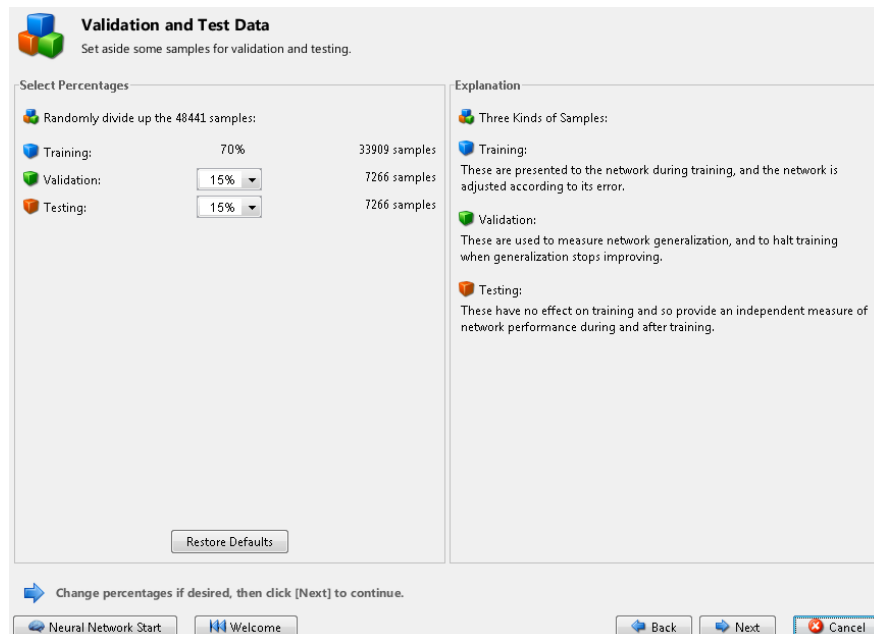 Validation and Test Data
Set aside some samples for validation and testing.
Select Percentages
Randomly divide up the 48441 samples:
Training: 70% 33909 samples
Validation: 15% 7266 samples
Testing: 15% 7266 samples
Restore Defaults
Explanation
Three Kinds of Samples:
Training:
These are presented to the network during training, and the network is
adjusted according to its error.
Validation:
These are used to measure network generalization, and to halt training
when generalization stops improving.
Testing:
These have no effect on training and so provide an independent measure of
network performance during and after training.
Change percentages if desired, then click [Next] to continue.
Neural Network Start Welcome Back Next Cancel